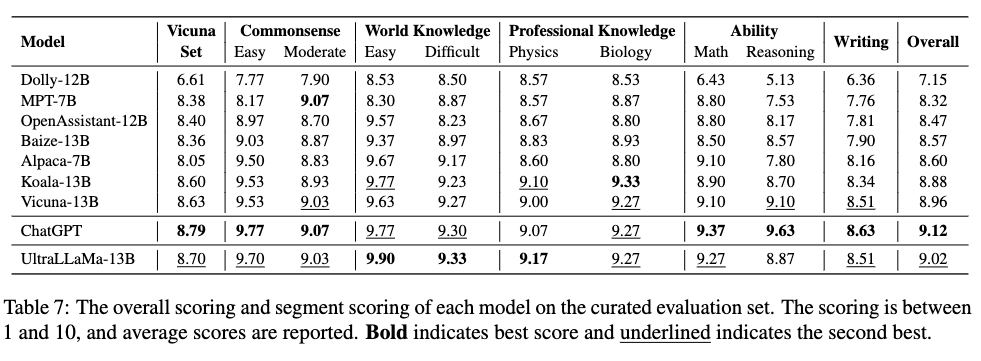 Model Vicuna Set Commonsense World Knowledge Professional Knowledge Ability Writing Overall
Easy Moderate Easy Difficult Physics Biology Math Reasoning
Dolly-12B 6.61 7.77 7.90 8.53 8.50 8.57 8.53 6.43 5.13 6.36 7.15
MPT-7B 8.38 8.17 9.07 8.30 8.87 8.57 8.87 8.80 7.53 7.76 8.32
OpenAssistant-12B 8.40 8.97 8.70 9.57 8.23 8.67 8.80 8.80 8.17 7.81 8.47
Baize-13B 8.36 9.03 8.87 9.37 8.97 8.83 8.93 8.50 8.57 7.90 8.57
Alpaca-7B 8.05 9.50 8.83 9.67 9.17 8.60 8.80 9.10 7.80 8.16 8.60
Koala-13B 8.60 9.53 8.93 9.77 9.23 9.10 9.33 8.90 8.70 8.34 8.88
Vicuna-13B 8.63 9.53 9.03 9.63 9.27 9.00 9.27 9.10 9.10 8.51 8.96
ChatGPT 8.79 9.77 9.07 9.77 9.30 9.07 9.27 9.37 9.63 8.63 9.12
UltraLLaMa-13B 8.70 9.70 9.03 9.90 9.33 9.17 9.27 9.27 8.87 8.51 9.02
Table 7: The overall scoring and segment scoring of each model on the curated evaluation set. The scoring is between
1 and 10, and average scores are reported. Bold indicates best score and underlined indicates the second best.